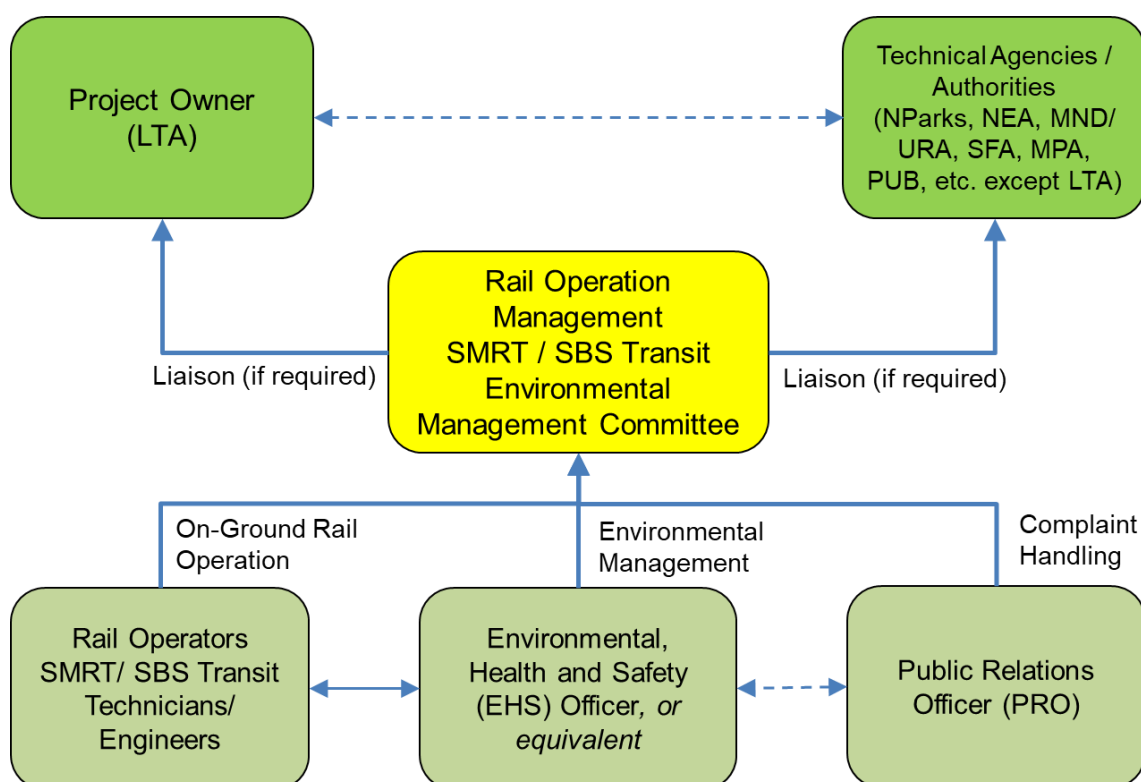 Project Owner
(LTA)
Technical Agencies /
Authorities
(NParks, NEA, MND/
URA, SFA, MPA,
PUB, etc. except LTA)
Rail Operation
Management
SMRT / SBS Transit
Environmental
Management Committee
Liaison (if required)
Liaison (if required)
On-Ground Rail
Operation
Environmental
Management
Complaint
Handling
Rail Operators
SMRT/ SBS Transit
Technicians/
Engineers
Environmental,
Health and Safety
(EHS) Officer, or
equivalent
Public Relations
Officer (PRO)